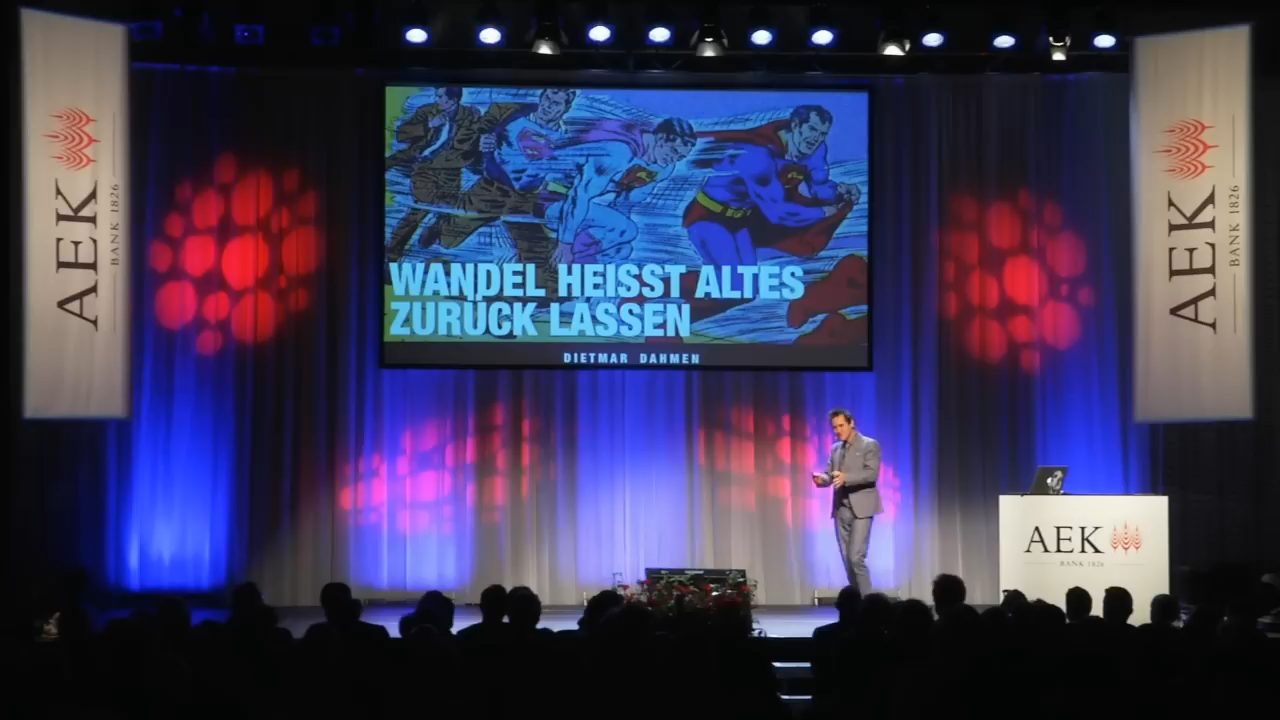 AEK
BANK 1826
WANDEL HEISST ALTES
ZURÜCK LASSEN
DIETMAR DAHMEN
AEK
BANK 1826
AEK
BANK 1826